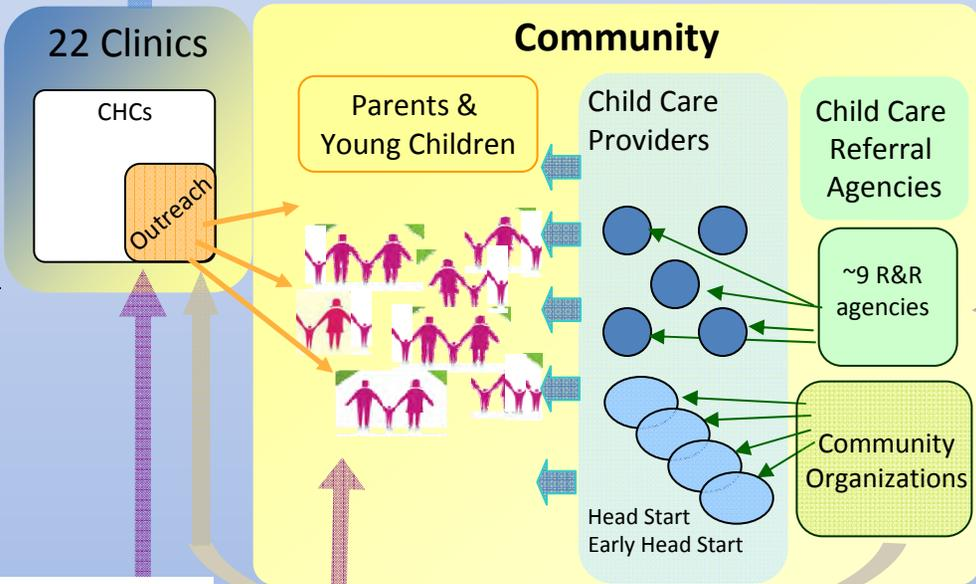 22 Clinics
CHCs
Outreach
Community
Parents &
Young Children
Child Care
Providers
Head Start
Early Head Start
Child Care
Referral
Agencies
~9 R&R
agencies
Community
Organizations